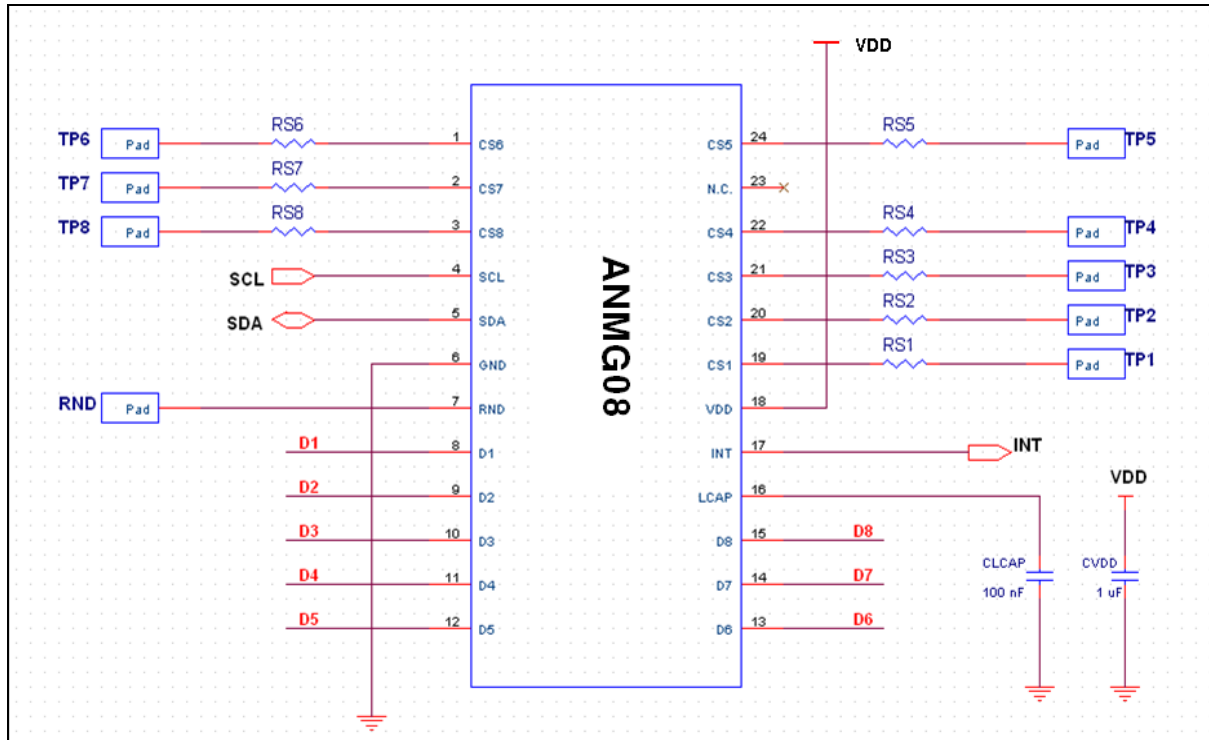 VDD
RS6
TP6 Pad 1 CS6
RS7
TP7 Pad 2 CS7
RS8
TP8 Pad 3 CS8
SCL 4 SCL
SDA 5 SDA
6 GND
RND Pad 7 RND
D1 8 D1
D2 9 D2
D3 10 D3
D4 11 D4
D5 12 D5
ANMG08
RS5
CS5 24 Pad TP5
N.C. 23
RS4
CS4 22 Pad TP4
RS3
CS3 21 Pad TP3
RS2
CS2 20 Pad TP2
RS1
CS1 19 Pad TP1
VDD 18
INT 17 INT
LCAP 16
D8 15 D8
D7 14 D7
D6 13 D6
VDD
CLCAP
100 nF
CVDD
1 uF